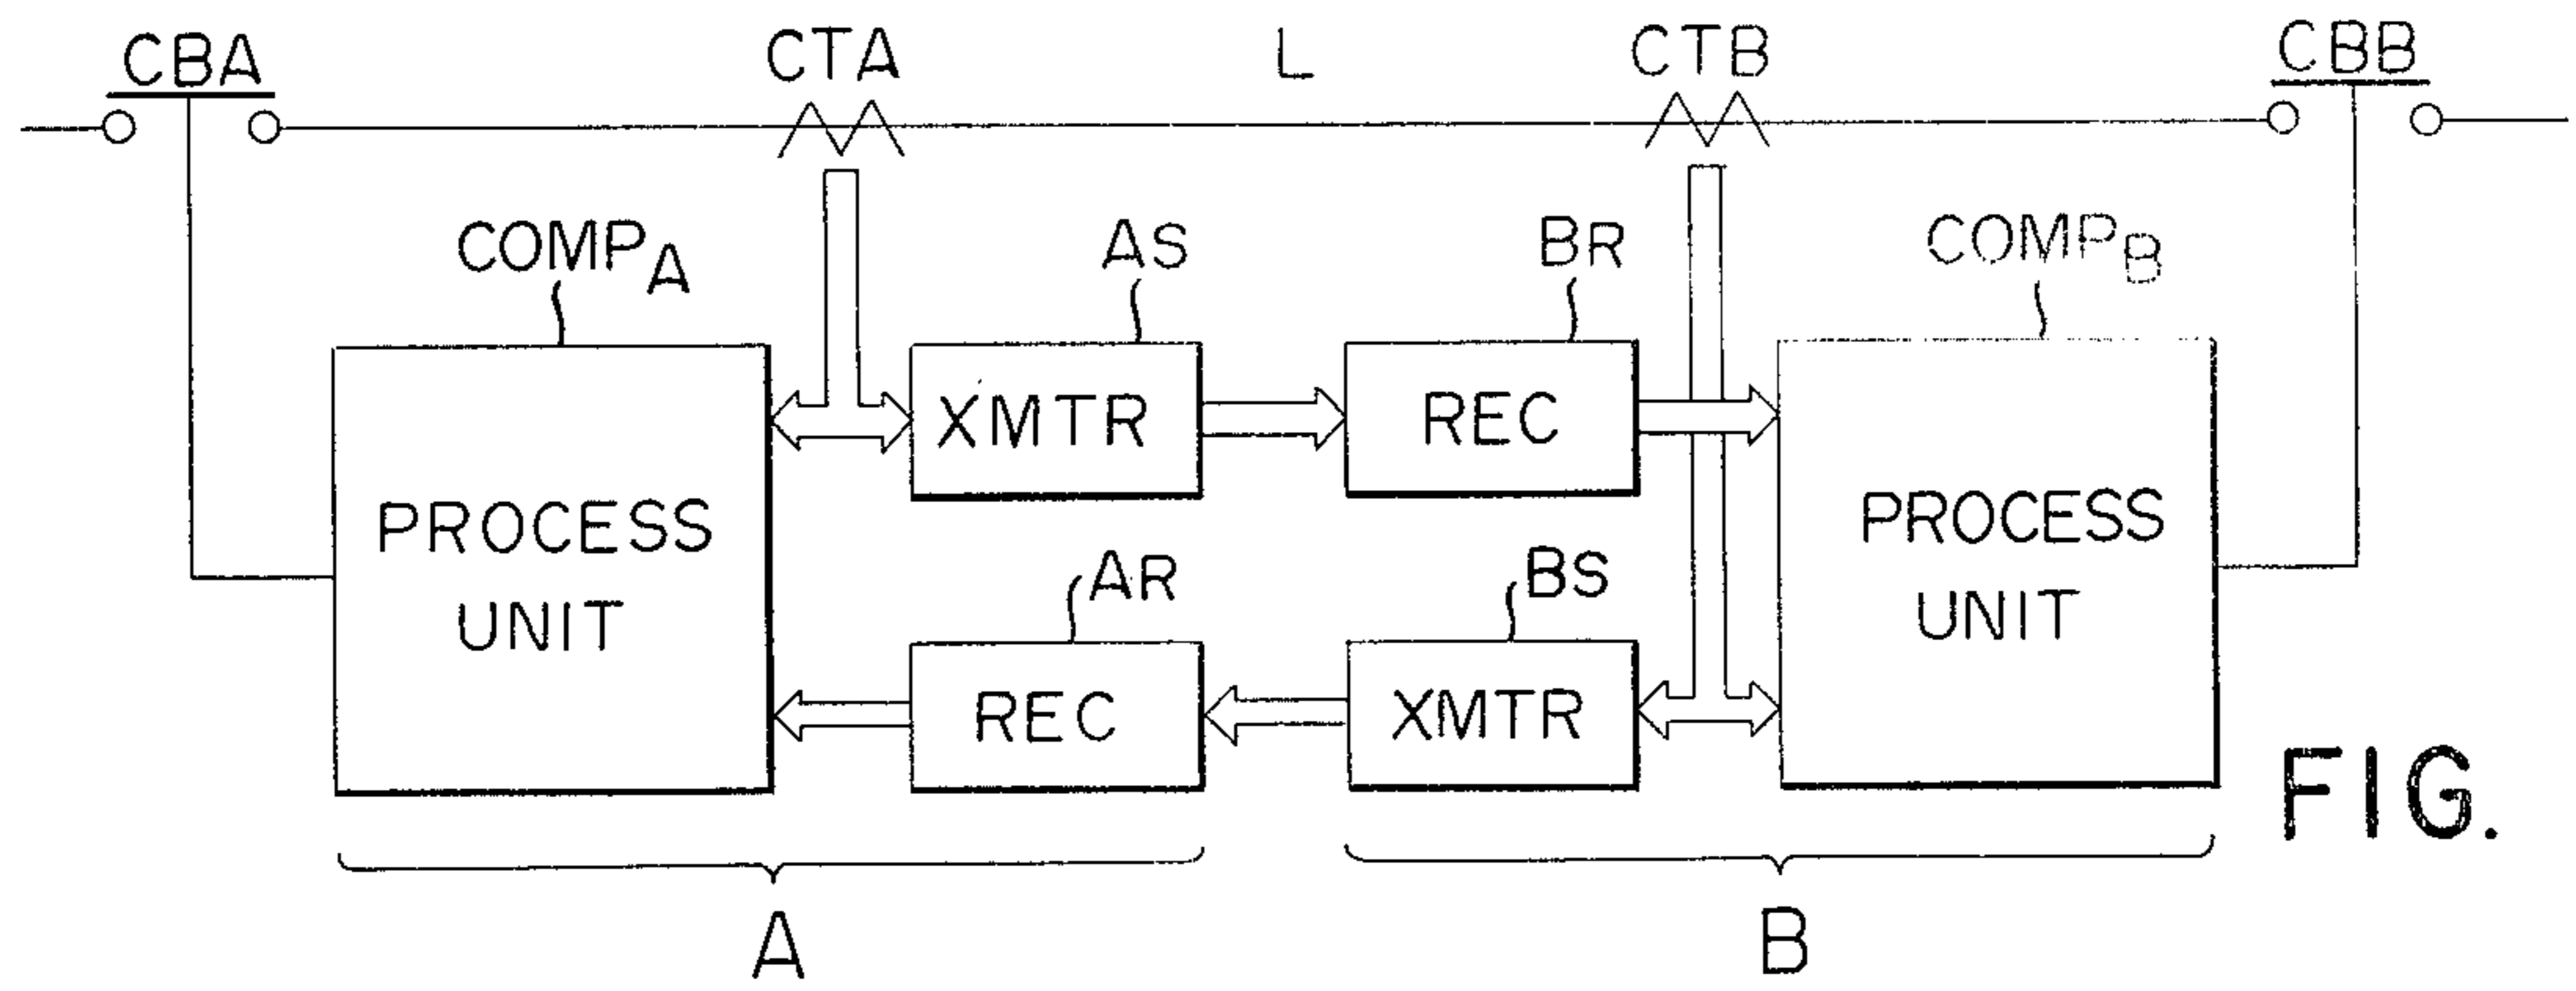 CBA
CTA
L
CTB
CBB
COMPA
AS
BR
COMPB
XMTR
REC
PROCESS
UNIT
PROCESS
UNIT
AR
BS
REC
XMTR
FIG.
A
B